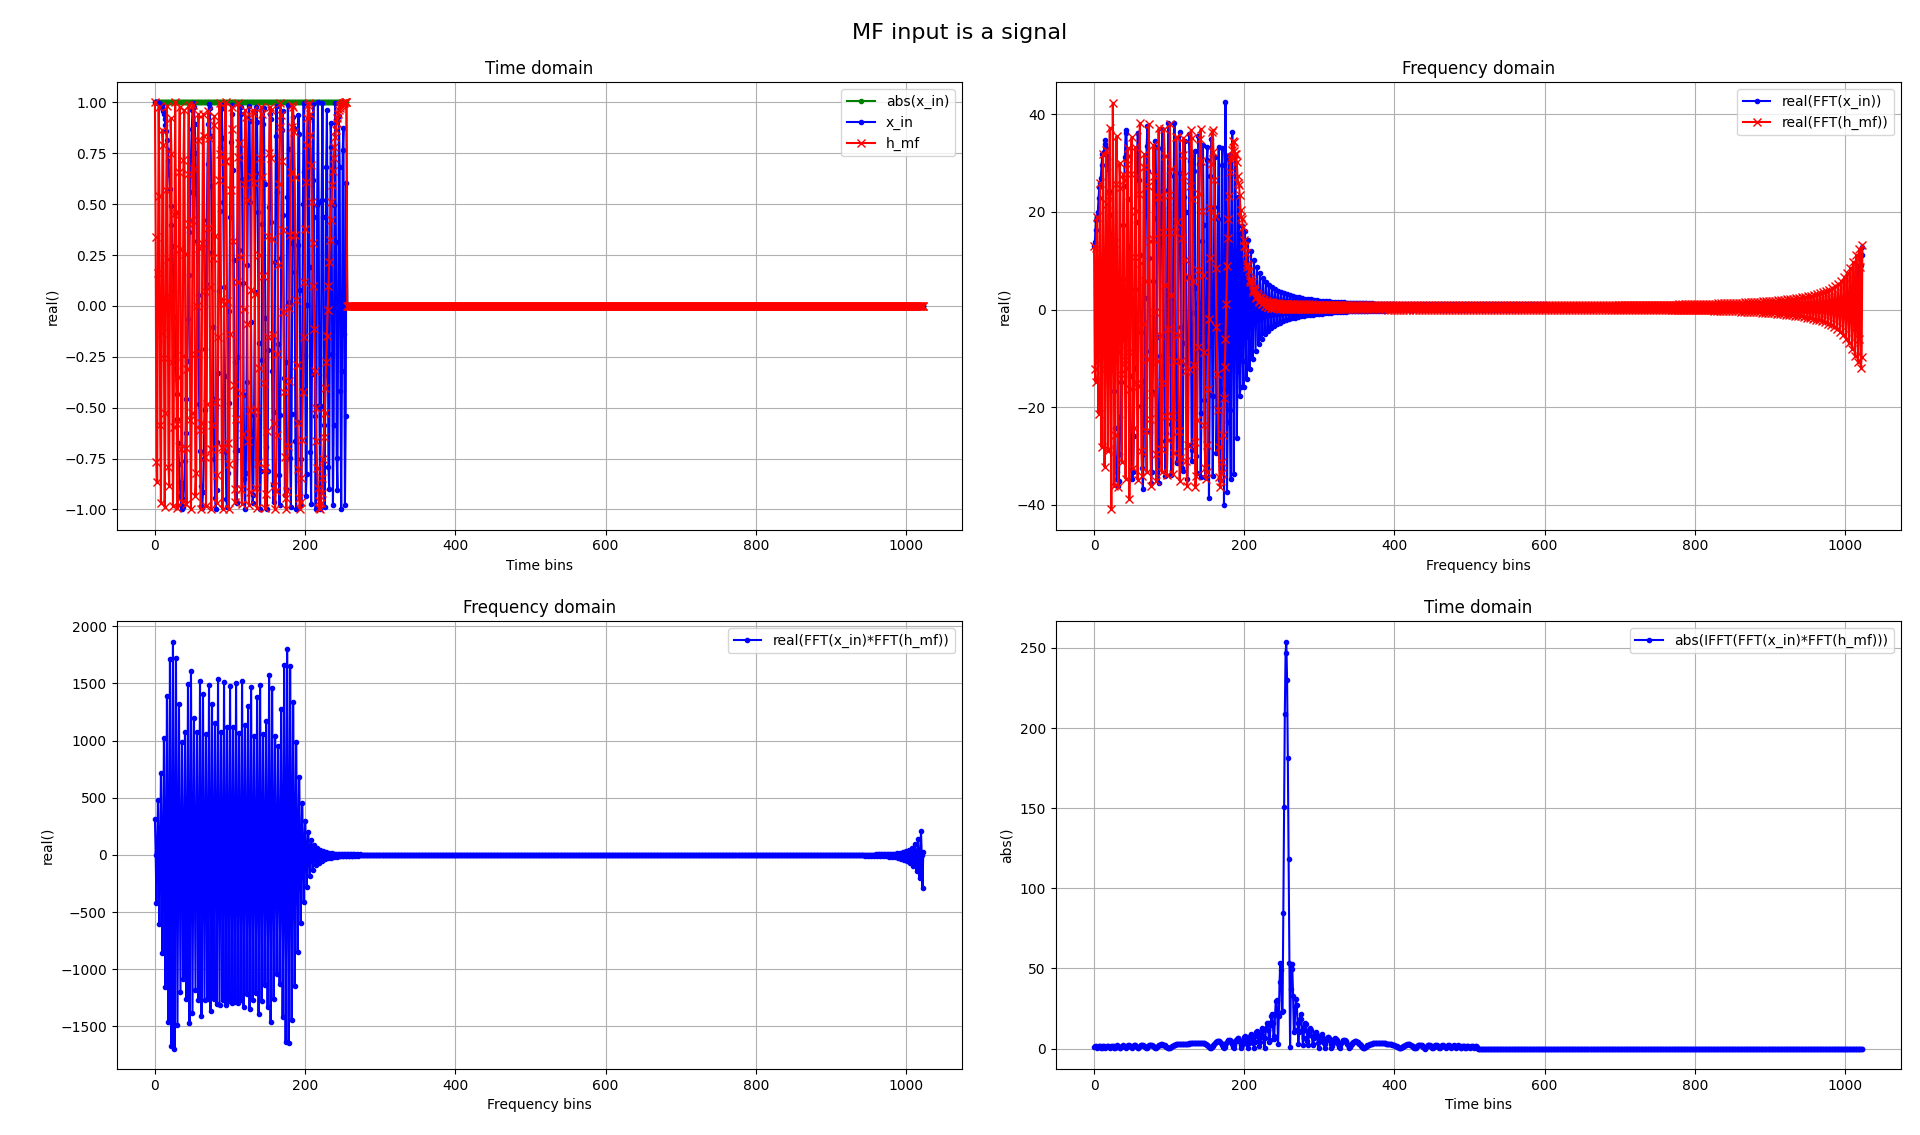 MF input is a signal
Time domain
1.00
0.75
0.50
0.25
0.00
−0.25
−0.50
−0.75
−1.00
real()
0 200 400 600 800 1000
Time bins
abs(x_in)
x_in
h_mf
Frequency domain
40
20
0
−20
−40
real()
0 200 400 600 800 1000
Frequency bins
real(FFT(x_in))
real(FFT(h_mf))
Frequency domain
2000
1500
1000
500
0
−500
−1000
−1500
real()
0 200 400 600 800 1000
Frequency bins
real(FFT(x_in)*FFT(h_mf))
Time domain
250
200
150
100
50
0
abs()
0 200 400 600 800 1000
Time bins
abs(IFFT(FFT(x_in)*FFT(h_mf)))